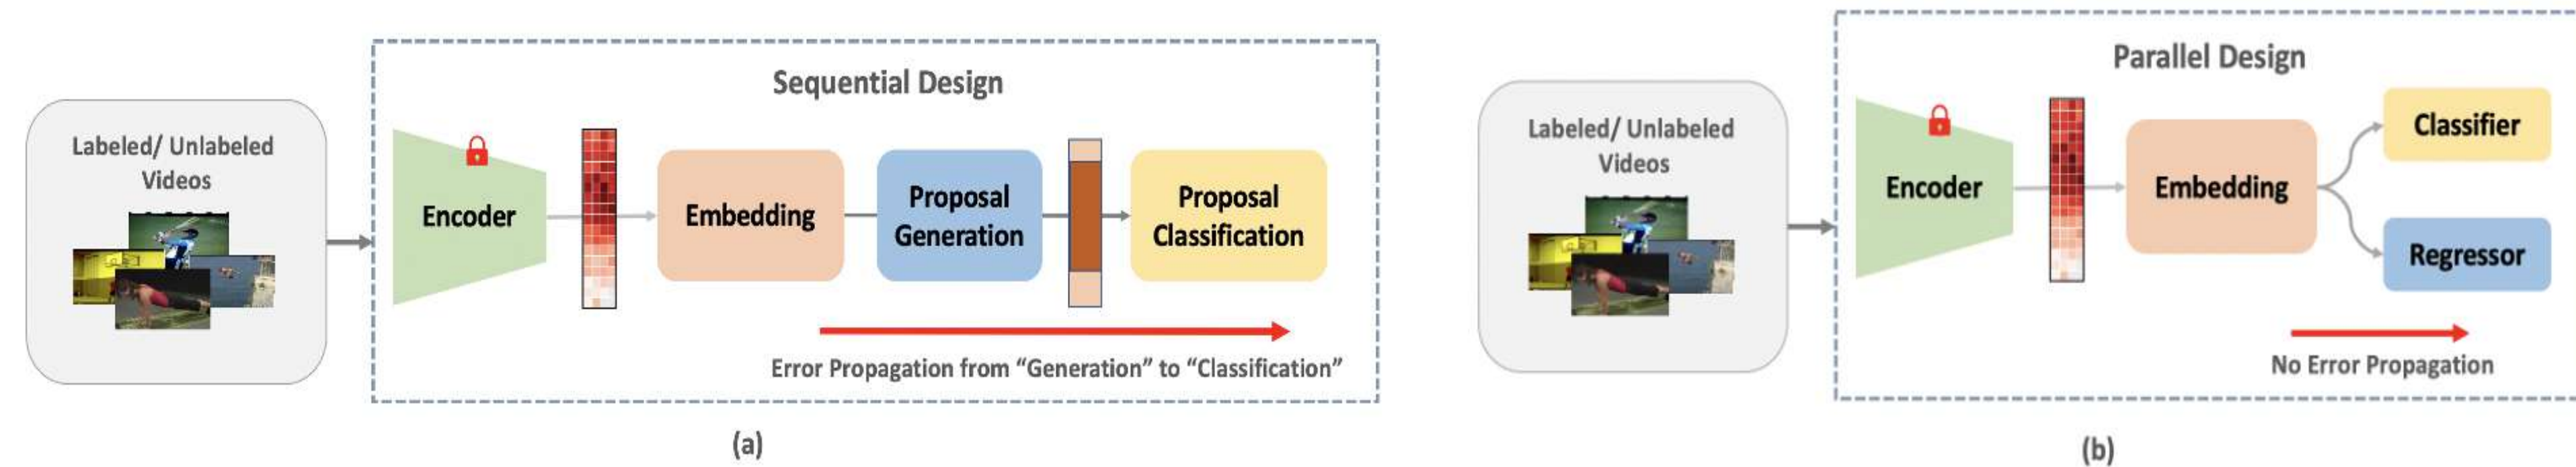 Sequential Design
Labeled/ Unlabeled
Videos
Encoder
Embedding
Proposal
Generation
Proposal
Classification
Error Propagation from “Generation” to “Classification”
(a)
Parallel Design
Labeled/ Unlabeled
Videos
Encoder
Embedding
Classifier
Regressor
No Error Propagation
(b)